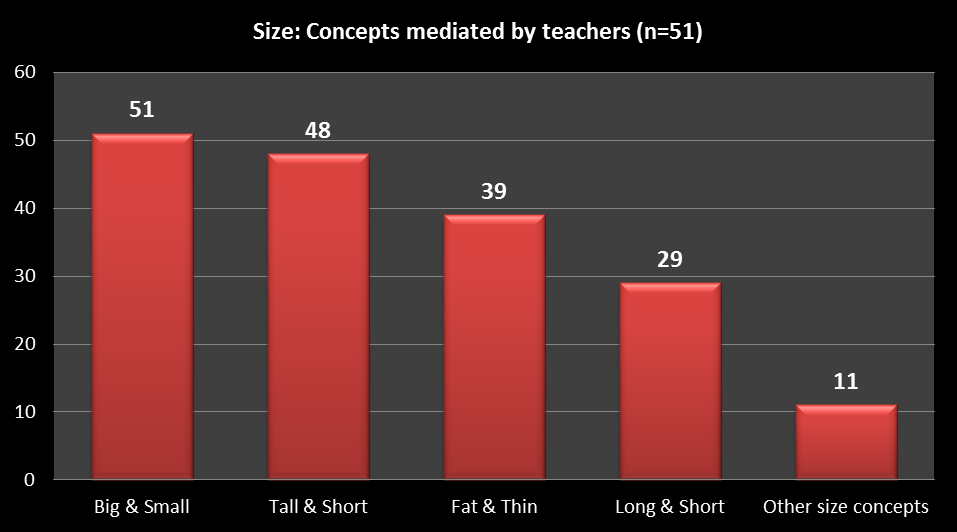 Size: Concepts mediated by teachers (n=51)
60
50
40
30
20
10
0
51
48
39
29
11
Big & Small
Tall & Short
Fat & Thin
Long & Short
Other size concepts